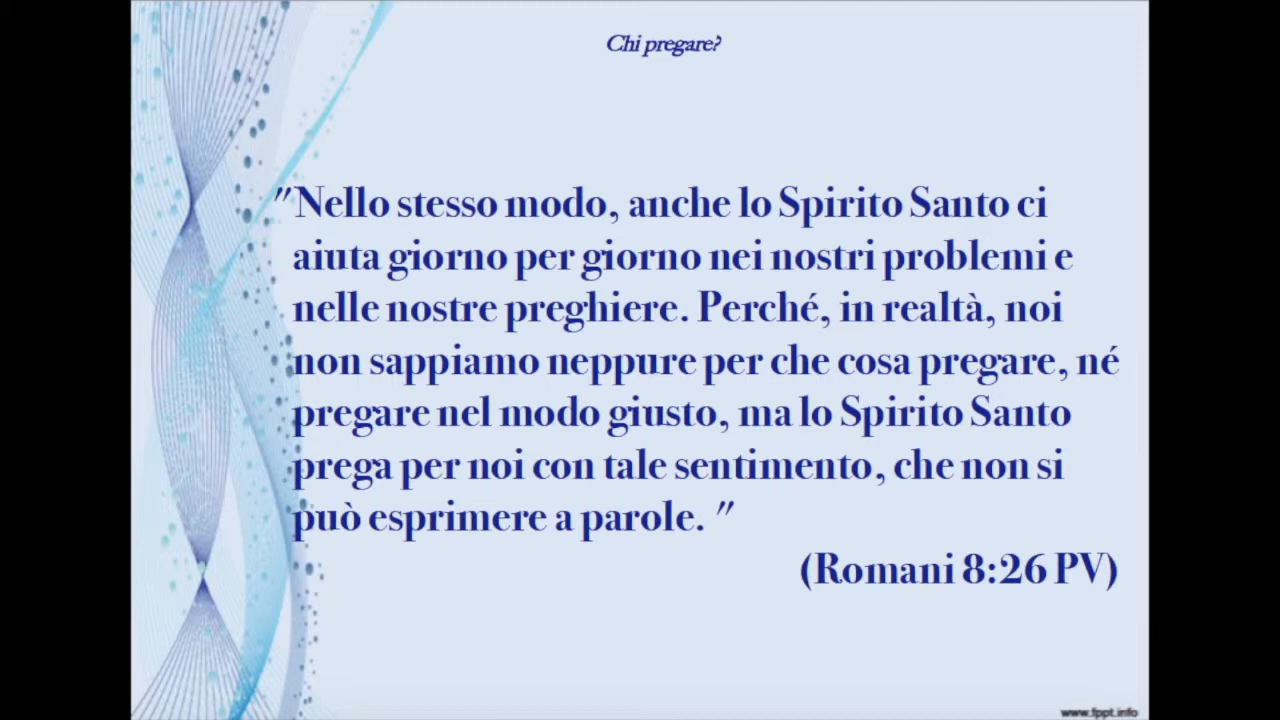 Chi pregare?
"Nello stesso modo, anche lo Spirito Santo ci
aiuta giorno per giorno nei nostri problemi e
nelle nostre preghiere. Perché, in realtà, noi
non sappiamo neppure per che cosa pregare, né
pregare nel modo giusto, ma lo Spirito Santo
prega per noi con tale sentimento, che non si
può esprimere a parole. "
(Romani 8:26 PV)
www.fppt.info